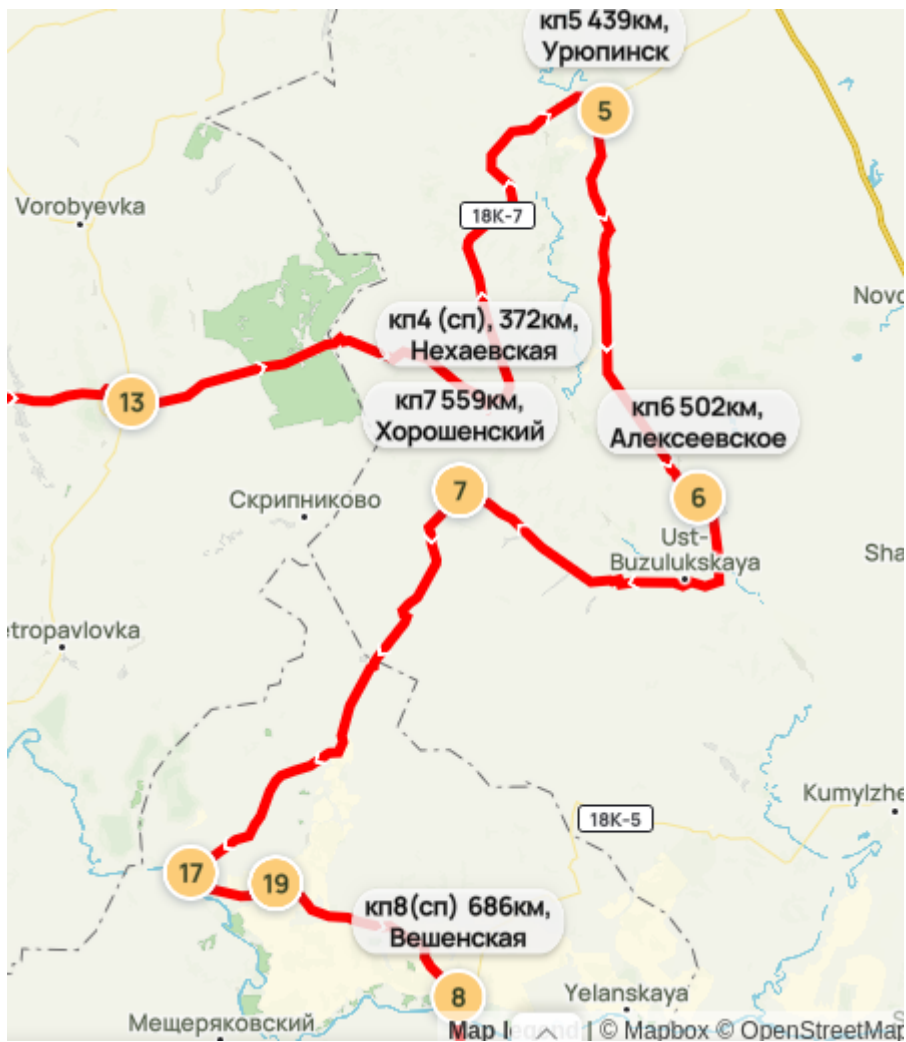 кп5 439км,
Урюпинск
5
Vorobyevka
18К-7
Novo
кп4 (сп), 372км,
Нехаевская
13
кп7 559км,
Хорошенский
кп6 502км,
Алексеевское
7
6
Скрипниково
Ust-
Buzulukskaya
Sha
etropavlovka
Kumylzhe
18К-5
17
19
кп8(сп) 686км,
Вешенская
8
Yelanskaya
Мещеряковский
Map legend | © Mapbox © OpenStreetMap